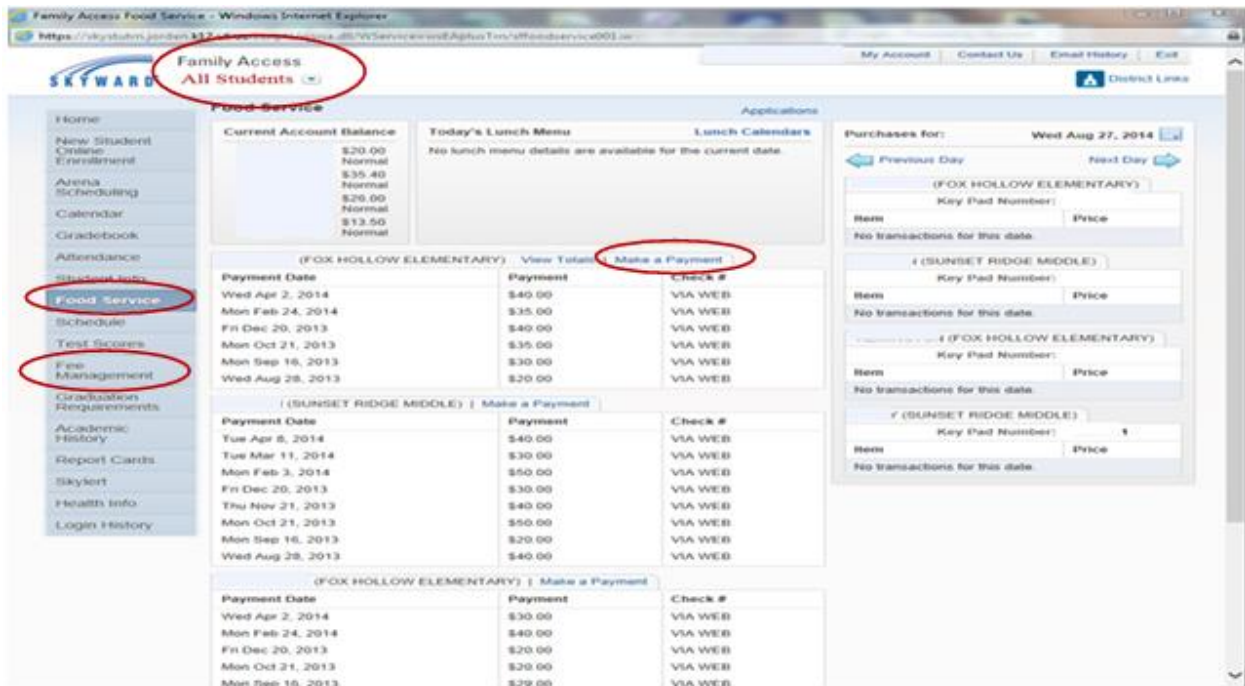 Family Access Food Service - Windows Internet Explorer
Family Access
All Students
SKYWARD
My Account
Contact Us
Email History
Exit
District Links
Home
New Student
Online
Enrollment
Arena
Scheduling
Calendar
Gradebook
Attendance
Student Info
Food Service
Schedule
Test Scores
Fee
Management
Graduation
Requirements
Academic
History
Report Cards
Skylert
Health Info
Login History
Food Service
Applications
Current Account Balance
$20.00
Normal
$35.40
Normal
$26.00
Normal
$13.50
Normal
Today's Lunch Menu Lunch Calendars
No lunch menu details are available for the current date.
(FOX HOLLOW ELEMENTARY) View Totals | Make a Payment
Payment Date Payment Check #
Wed Apr 2, 2014 $40.00 VIA WEB
Mon Feb 24, 2014 $35.00 VIA WEB
Fri Dec 20, 2013 $40.00 VIA WEB
Mon Oct 21, 2013 $35.00 VIA WEB
Mon Sep 16, 2013 $30.00 VIA WEB
Wed Aug 28, 2013 $20.00 VIA WEB
(SUNSET RIDGE MIDDLE) | Make a Payment
Payment Date Payment Check #
Tue Apr 8, 2014 $40.00 VIA WEB
Tue Mar 11, 2014 $30.00 VIA WEB
Mon Feb 3, 2014 $50.00 VIA WEB
Fri Dec 20, 2013 $30.00 VIA WEB
Thu Nov 21, 2013 $40.00 VIA WEB
Mon Oct 21, 2013 $50.00 VIA WEB
Mon Sep 16, 2013 $20.00 VIA WEB
Wed Aug 28, 2013 $40.00 VIA WEB
(FOX HOLLOW ELEMENTARY) | Make a Payment
Payment Date Payment Check #
Wed Apr 2, 2014 $30.00 VIA WEB
Mon Feb 24, 2014 $40.00 VIA WEB
Fri Dec 20, 2013 $20.00 VIA WEB
Mon Oct 21, 2013 $20.00 VIA WEB
Mon Sep 16, 2013 $29.00 VIA WEB
Purchases for: Wed Aug 27, 2014
Previous Day Next Day
(FOX HOLLOW ELEMENTARY)
Key Pad Number:
Item Price
No transactions for this date.
(SUNSET RIDGE MIDDLE)
Key Pad Number:
Item Price
No transactions for this date.
(FOX HOLLOW ELEMENTARY)
Key Pad Number:
Item Price
No transactions for this date.
(SUNSET RIDGE MIDDLE)
Key Pad Number: 1
Item Price
No transactions for this date.